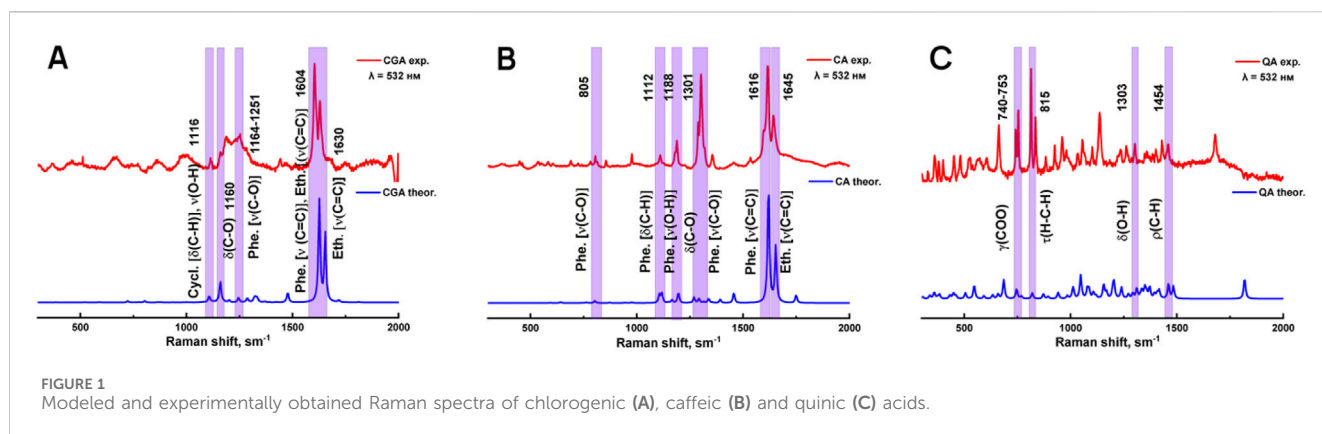 A
CGA exp.
λ = 532 нм
1116
1164-1251
1604
1630
CGA theor.
Cycl. [δ(C-H)], ν(O-H)
δ(C-O) 1160
Phe. [ν(C-O)]
Phe. [ν (C=C)], Eth. [(ν(C=C)]
Eth. [ν(C=C)]
500
1000
1500
2000
Raman shift, sm⁻¹
B
CA exp.
λ = 532 нм
805
1112
1188
1301
1616
1645
CA theor.
Phe. [ν(C-O)]
Phe. [δ(C-H)]
Phe. [ν(O-H)]
δ(C-O)
Phe. [ν(C-O)]
Phe. [ν(C=C)]
Eth. [ν(C=C)]
500
1000
1500
2000
Raman shift, sm⁻¹
C
QA exp.
λ = 532 нм
740-753
815
1303
1454
QA theor.
γ(COO)
τ(H-C-H)
δ(O-H)
ρ(C-H)
500
1000
1500
2000
Raman shift, sm⁻¹
FIGURE 1
Modeled and experimentally obtained Raman spectra of chlorogenic (A), caffeic (B) and quinic (C) acids.